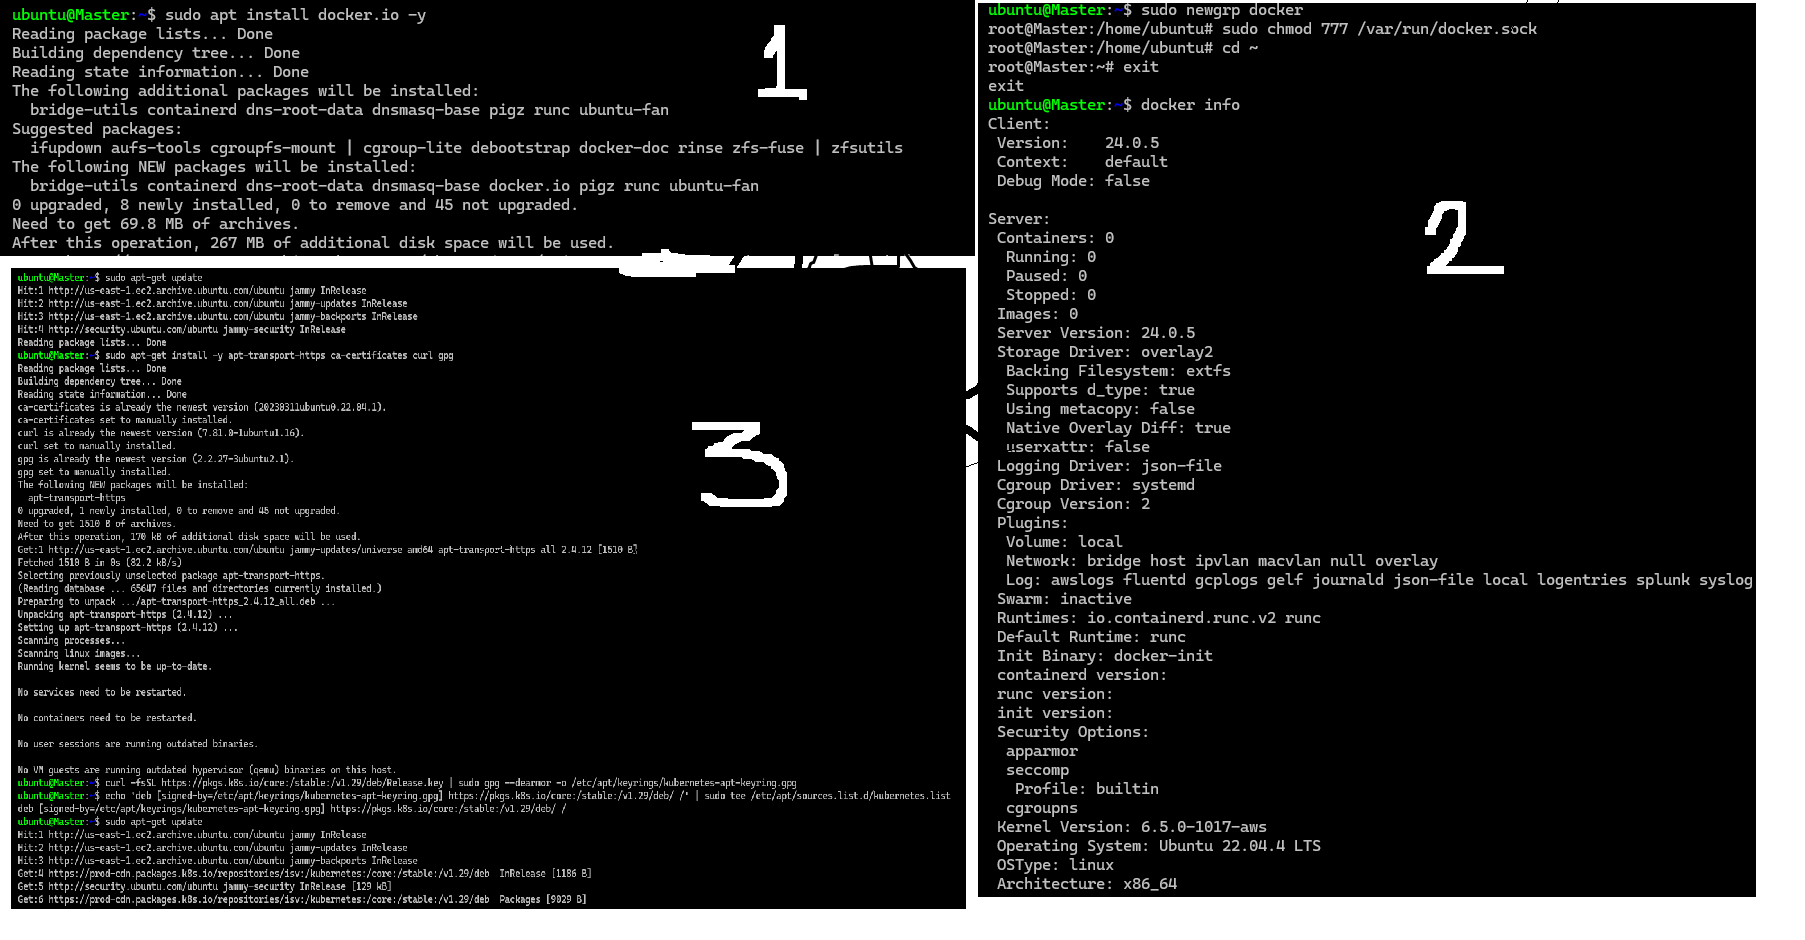 ubuntu@Master:~$ sudo apt install docker.io -y
Reading package lists... Done
Building dependency tree... Done
Reading state information... Done
The following additional packages will be installed:
  bridge-utils containerd dns-root-data dnsmasq-base pigz runc ubuntu-fan
Suggested packages:
  ifupdown aufs-tools cgroupfs-mount | cgroup-lite debootstrap docker-doc rinse zfs-fuse | zfsutils
The following NEW packages will be installed:
  bridge-utils containerd dns-root-data dnsmasq-base docker.io pigz runc ubuntu-fan
0 upgraded, 8 newly installed, 0 to remove and 45 not upgraded.
Need to get 69.8 MB of archives.
After this operation, 267 MB of additional disk space will be used.
1
ubuntu@Master:~$ sudo newgrp docker
root@Master:/home/ubuntu# sudo chmod 777 /var/run/docker.sock
root@Master:/home/ubuntu# cd ~
root@Master:~# exit
exit
ubuntu@Master:~$ docker info
Client:
 Version:    24.0.5
 Context:    default
 Debug Mode: false
Server:
 Containers: 0
  Running: 0
  Paused: 0
  Stopped: 0
 Images: 0
 Server Version: 24.0.5
 Storage Driver: overlay2
  Backing Filesystem: extfs
  Supports d_type: true
  Using metacopy: false
  Native Overlay Diff: true
  userxattr: false
 Logging Driver: json-file
 Cgroup Driver: systemd
 Cgroup Version: 2
 Plugins:
  Volume: local
  Network: bridge host ipvlan macvlan null overlay
  Log: awslogs fluentd gcplogs gelf journald json-file local logentries splunk syslog
 Swarm: inactive
 Runtimes: io.containerd.runc.v2 runc
 Default Runtime: runc
 Init Binary: docker-init
 containerd version:
 runc version:
 init version:
 Security Options:
  apparmor
  seccomp
   Profile: builtin
  cgroupns
 Kernel Version: 6.5.0-1017-aws
 Operating System: Ubuntu 22.04.4 LTS
 OSType: linux
 Architecture: x86_64
2
ubuntu@Master:~$ sudo apt-get update
Hit:1 http://us-east-1.ec2.archive.ubuntu.com/ubuntu jammy InRelease
Hit:2 http://us-east-1.ec2.archive.ubuntu.com/ubuntu jammy-updates InRelease
Hit:3 http://us-east-1.ec2.archive.ubuntu.com/ubuntu jammy-backports InRelease
Hit:4 http://security.ubuntu.com/ubuntu jammy-security InRelease
Reading package lists... Done
ubuntu@Master:~$ sudo apt-get install -y apt-transport-https ca-certificates curl gpg
Reading package lists... Done
Building dependency tree... Done
Reading state information... Done
ca-certificates is already the newest version (20230311ubuntu0.22.04.1).
ca-certificates set to manually installed.
curl is already the newest version (7.81.0-1ubuntu1.16).
curl set to manually installed.
gpg is already the newest version (2.2.27-3ubuntu2.1).
gpg set to manually installed.
The following NEW packages will be installed:
  apt-transport-https
0 upgraded, 1 newly installed, 0 to remove and 45 not upgraded.
Need to get 1510 B of archives.
After this operation, 170 kB of additional disk space will be used.
Get:1 http://us-east-1.ec2.archive.ubuntu.com/ubuntu jammy-updates/universe amd64 apt-transport-https all 2.4.12 [1510 B]
Fetched 1510 B in 0s (82.2 kB/s)
Selecting previously unselected package apt-transport-https.
(Reading database ... 65647 files and directories currently installed.)
Preparing to unpack .../apt-transport-https_2.4.12_all.deb ...
Unpacking apt-transport-https (2.4.12) ...
Setting up apt-transport-https (2.4.12) ...
Scanning processes...
Scanning linux images...
Running kernel seems to be up-to-date.
No services need to be restarted.
No containers need to be restarted.
No user sessions are running outdated binaries.
No VM guests are running outdated hypervisor (qemu) binaries on this host.
ubuntu@Master:~$ curl -fsSL https://pkgs.k8s.io/core:/stable:/v1.29/deb/Release.key | sudo gpg --dearmor -o /etc/apt/keyrings/kubernetes-apt-keyring.gpg
ubuntu@Master:~$ echo 'deb [signed-by=/etc/apt/keyrings/kubernetes-apt-keyring.gpg] https://pkgs.k8s.io/core:/stable:/v1.29/deb/ /' | sudo tee /etc/apt/sources.list.d/kubernetes.list
deb [signed-by=/etc/apt/keyrings/kubernetes-apt-keyring.gpg] https://pkgs.k8s.io/core:/stable:/v1.29/deb/ /
ubuntu@Master:~$ sudo apt-get update
Hit:1 http://us-east-1.ec2.archive.ubuntu.com/ubuntu jammy InRelease
Hit:2 http://us-east-1.ec2.archive.ubuntu.com/ubuntu jammy-updates InRelease
Hit:3 http://us-east-1.ec2.archive.ubuntu.com/ubuntu jammy-backports InRelease
Get:4 https://prod-cdn.packages.k8s.io/repositories/isv:/kubernetes:/core:/stable:/v1.29/deb  InRelease [1186 B]
Get:5 http://security.ubuntu.com/ubuntu jammy-security InRelease [129 kB]
Get:6 https://prod-cdn.packages.k8s.io/repositories/isv:/kubernetes:/core:/stable:/v1.29/deb  Packages [9029 B]
3